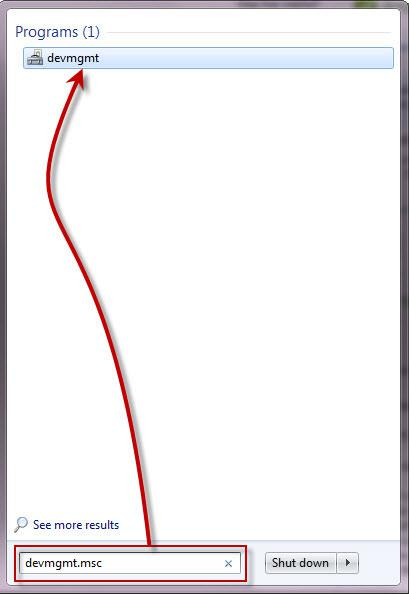 Programs (1)
devmgmt
See more results
devmgmt.msc
Shut down